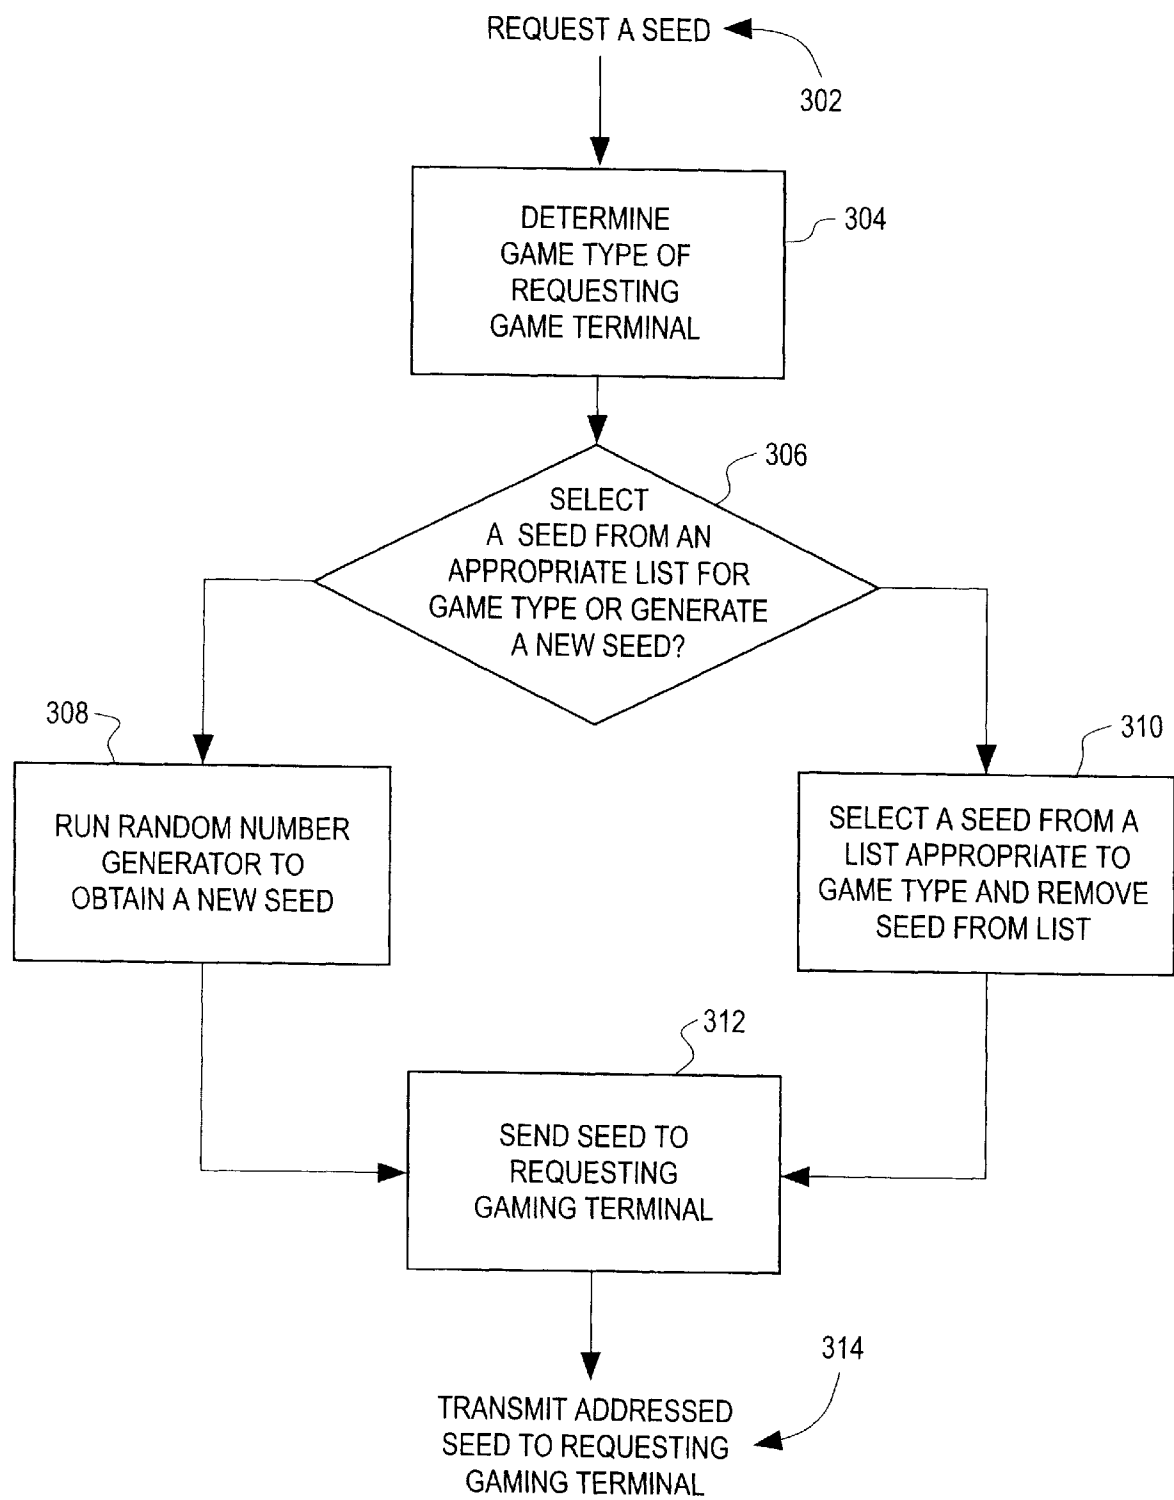 REQUEST A SEED
302
DETERMINE
GAME TYPE OF
REQUESTING
GAME TERMINAL
304
306
SELECT
A SEED FROM AN
APPROPRIATE LIST FOR
GAME TYPE OR GENERATE
A NEW SEED?
308
RUN RANDOM NUMBER
GENERATOR TO
OBTAIN A NEW SEED
310
SELECT A SEED FROM A
LIST APPROPRIATE TO
GAME TYPE AND REMOVE
SEED FROM LIST
312
SEND SEED TO
REQUESTING
GAMING TERMINAL
314
TRANSMIT ADDRESSED
SEED TO REQUESTING
GAMING TERMINAL